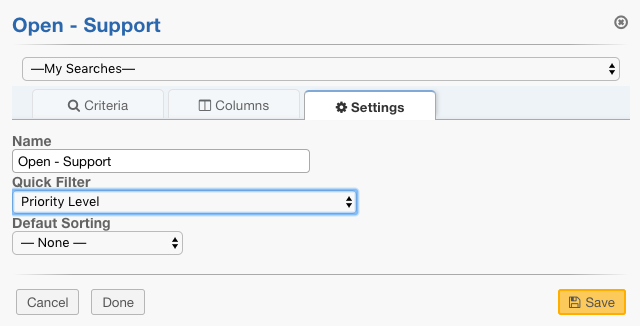 Open - Support
—My Searches—
Criteria
Columns
Settings
Name
Open - Support
Quick Filter
Priority Level
Defaut Sorting
— None —
Cancel
Done
Save